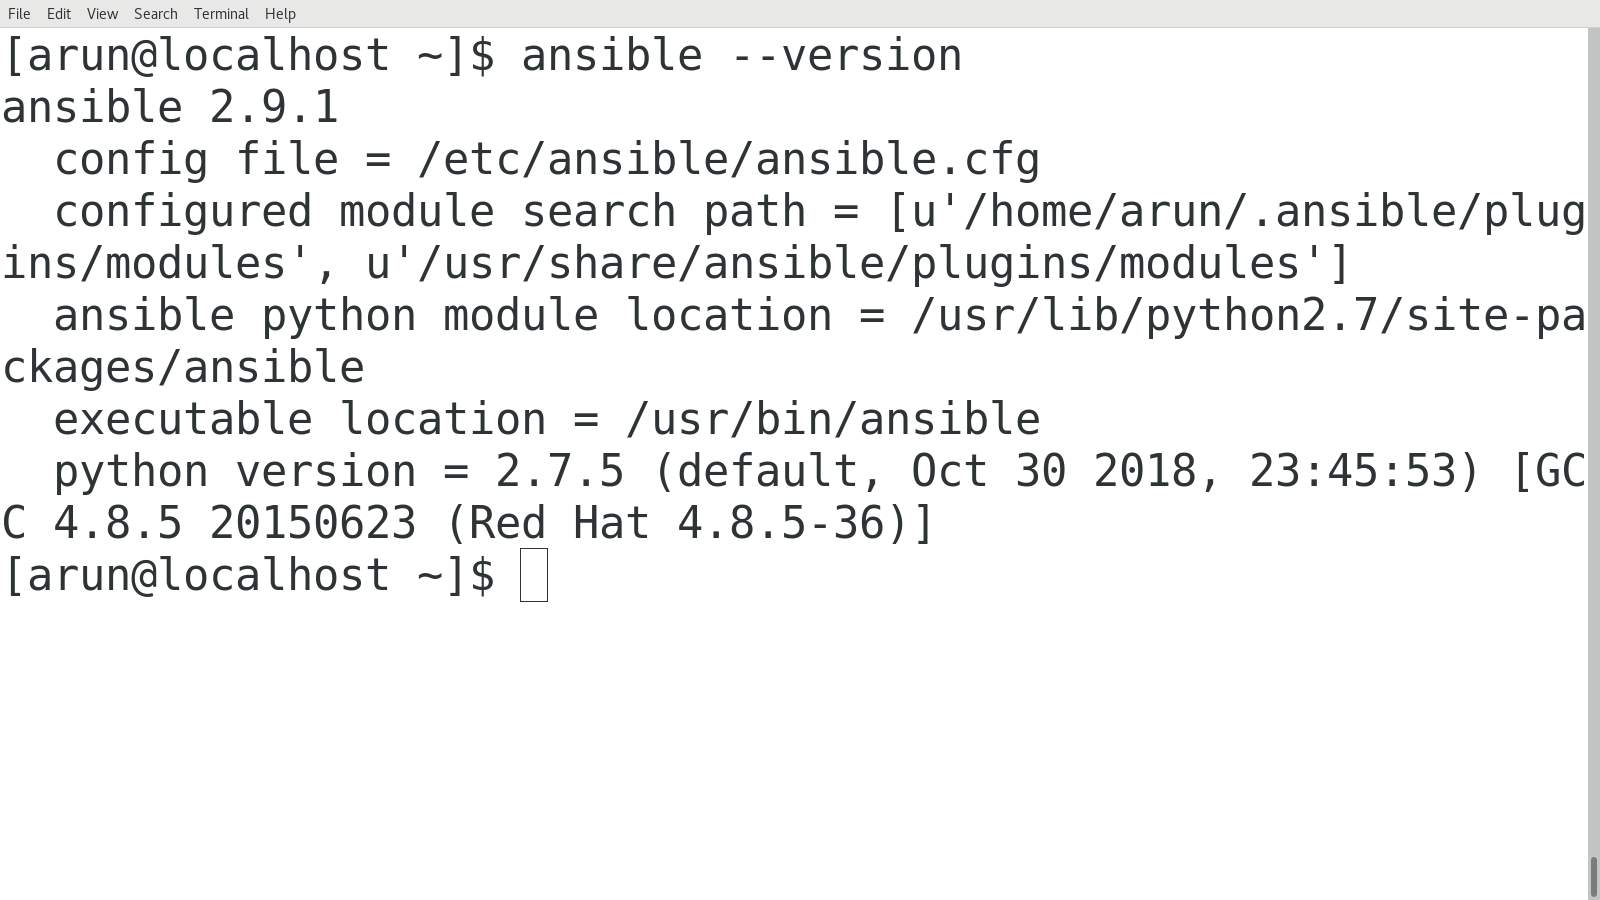 File Edit View Search Terminal Help
[arun@localhost ~]$ ansible --version
ansible 2.9.1
  config file = /etc/ansible/ansible.cfg
  configured module search path = [u'/home/arun/.ansible/plug
ins/modules', u'/usr/share/ansible/plugins/modules']
  ansible python module location = /usr/lib/python2.7/site-pa
ckages/ansible
  executable location = /usr/bin/ansible
  python version = 2.7.5 (default, Oct 30 2018, 23:45:53) [GC
C 4.8.5 20150623 (Red Hat 4.8.5-36)]
[arun@localhost ~]$